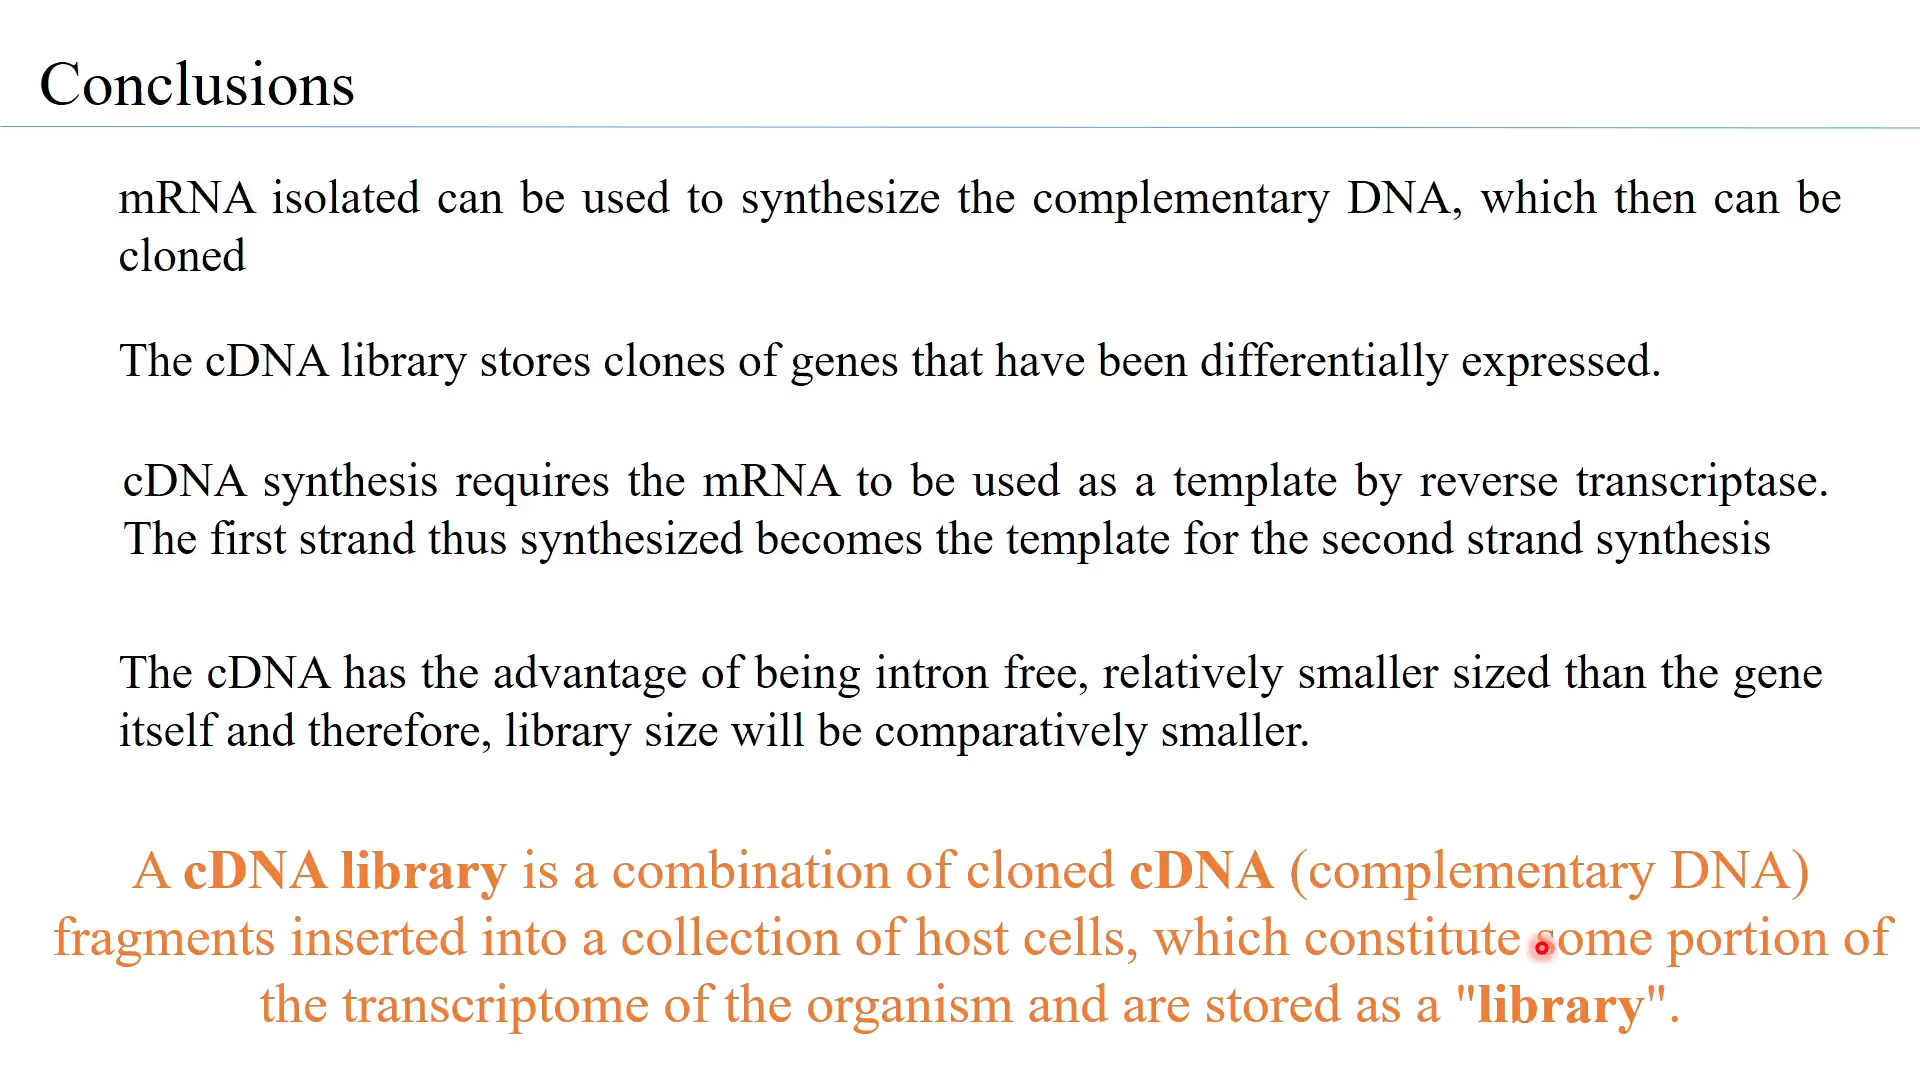 Conclusions
mRNA isolated can be used to synthesize the complementary DNA, which then can be
cloned
The cDNA library stores clones of genes that have been differentially expressed.
cDNA synthesis requires the mRNA to be used as a template by reverse transcriptase.
The first strand thus synthesized becomes the template for the second strand synthesis
The cDNA has the advantage of being intron free, relatively smaller sized than the gene
itself and therefore, library size will be comparatively smaller.
A cDNA library is a combination of cloned cDNA (complementary DNA)
fragments inserted into a collection of host cells, which constitute some portion of
the transcriptome of the organism and are stored as a "library".